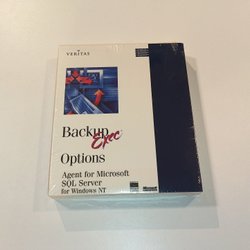 VERITAS
Backup
Exec
Options
Agent for Microsoft
SQL Server
for Windows NT